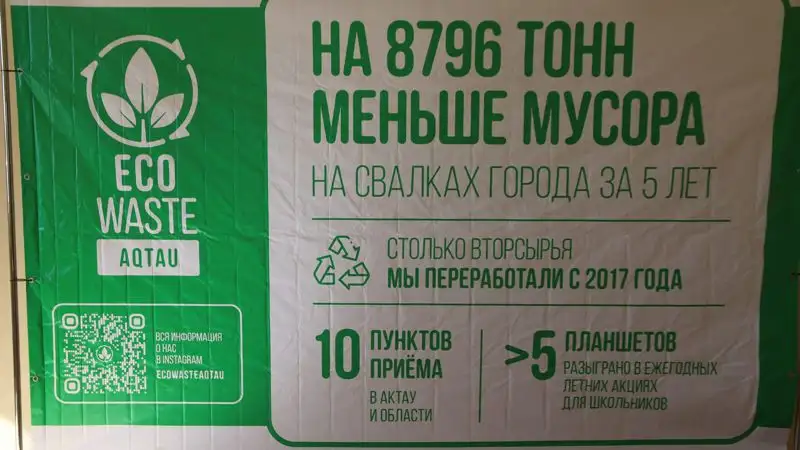 ECO
WASTE
AQTAU
ВСЯ ИНФОРМАЦИЯ
О НАС
В INSTAGRAM
ECOWASTEAQTAU
НА 8796 ТОНН
МЕНЬШЕ МУСОРА
НА СВАЛКАХ ГОРОДА ЗА 5 ЛЕТ
СТОЛЬКО ВТОРСЫРЬЯ
МЫ ПЕРЕРАБОТАЛИ С 2017 ГОДА
10 ПУНКТОВ
ПРИЁМА
В АКТАУ
И ОБЛАСТИ
>5 ПЛАНШЕТОВ
РАЗЫГРАНО В ЕЖЕГОДНЫХ
ЛЕТНИХ АКЦИЯХ
ДЛЯ ШКОЛЬНИКОВ